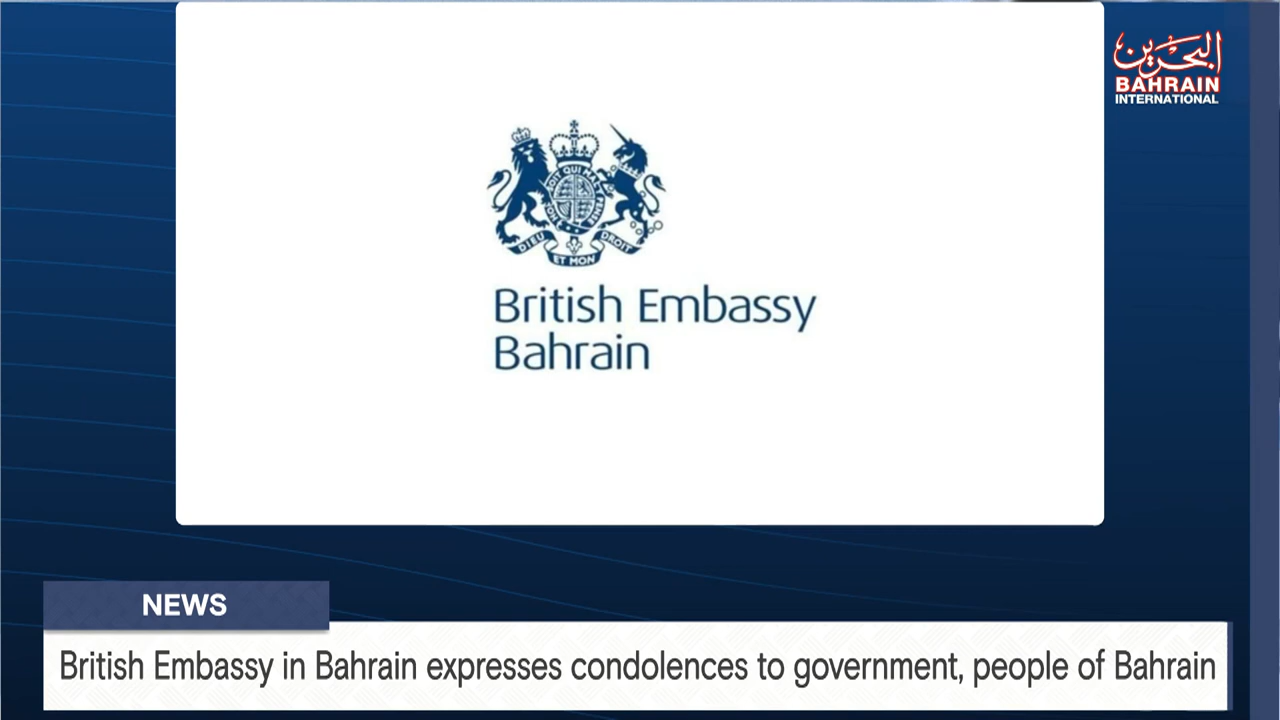 البحرين
BAHRAIN
INTERNATIONAL
HONI SOIT QUI MAL Y PENSE
DIEU ET MON DROIT
British Embassy
Bahrain
NEWS
British Embassy in Bahrain expresses condolences to government, people of Bahrain